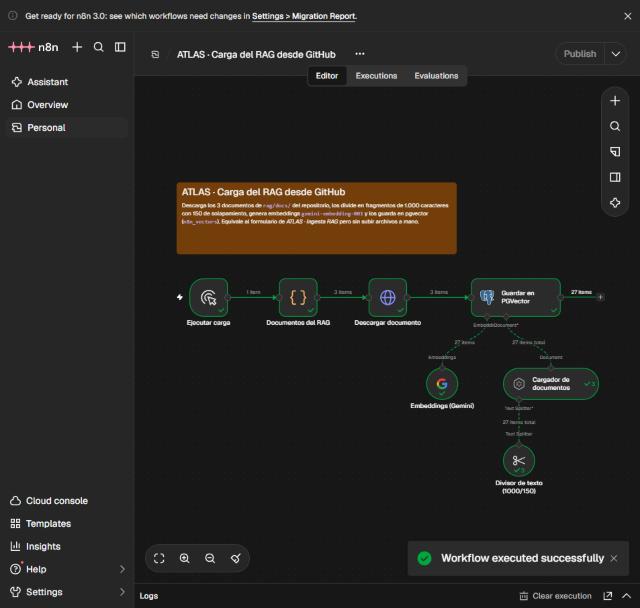 Get ready for n8n 3.0: see which workflows need changes in Settings > Migration Report.
n8n
ATLAS · Carga del RAG desde GitHub
Publish
Editor
Executions
Evaluations
Assistant
Overview
Personal
ATLAS · Carga del RAG desde GitHub
Descarga los 3 documentos de rag/docs/ del repositorio, los divide en fragmentos de 1.000 caracteres
con 150 de solapamiento, genera embeddings gemini-embedding-001 y los guarda en pgvector
(n8n_vectors). Equivale al formulario de ATLAS - Ingesta RAG pero sin subir archivos a mano.
1 item
3 items
3 items
Guardar en
PGVector
27 items
Ejecutar carga
Documentos del RAG
Descargar documento
Document*
27 items
27 items total
Embeddings
Document
Cargador de
documentos
3
Embeddings (Gemini)
Text Splitter*
27 items total
Text Splitter
3
Divisor de texto
(1000/150)
Cloud console
Templates
Insights
Help
Settings
Workflow executed successfully
Logs
Clear execution